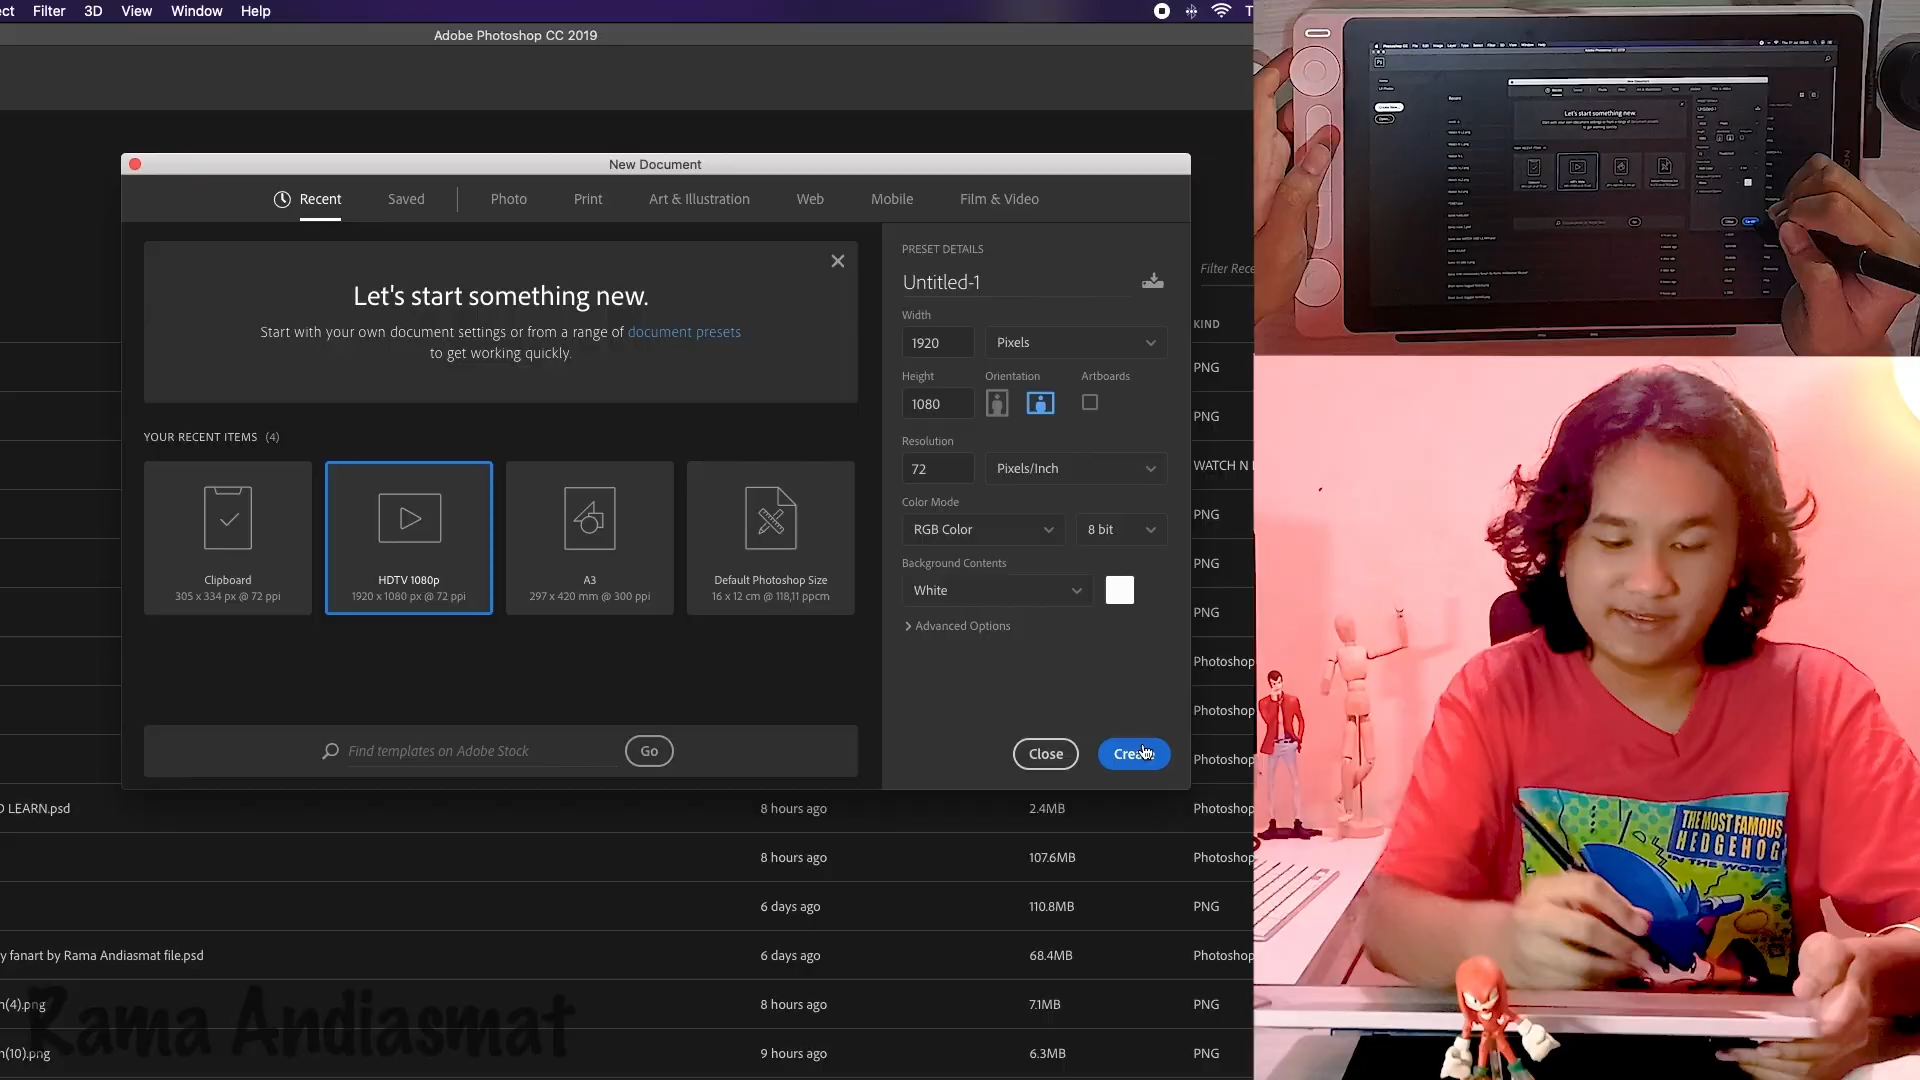 ect Filter 3D View Window Help
Adobe Photoshop CC 2019
New Document
Recent Saved Photo Print Art & Illustration Web Mobile Film & Video
Let's start something new.
Start with your own document settings or from a range of document presets
to get working quickly.
YOUR RECENT ITEMS (4)
Clipboard
305 x 334 px @ 72 ppi
HDTV 1080p
1920 x 1080 px @ 72 ppi
A3
297 x 420 mm @ 300 ppi
Default Photoshop Size
16 x 12 cm @ 118,11 ppcm
Find templates on Adobe Stock
Go
PRESET DETAILS
Untitled-1
Width
1920 Pixels
Height Orientation Artboards
1080
Resolution
72 Pixels/Inch
Color Mode
RGB Color 8 bit
Background Contents
White
Advanced Options
Close
Filter Rece
KIND
PNG
PNG
WATCH N
PNG
PNG
PNG
Photoshop
Photoshop
Photoshop
D LEARN.psd 8 hours ago 2.4MB Photoshop
8 hours ago 107.6MB Photoshop
6 days ago 110.8MB PNG
y fanart by Rama Andiasmat file.psd 6 days ago 68.4MB Photoshop
n(4).png 8 hours ago 7.1MB PNG
n(10).png 9 hours ago 6.3MB PNG
Rama Andiasmat
Let's start something new.
THE MOST FAMOUS
HEDGEHOG
IN THE WORLD